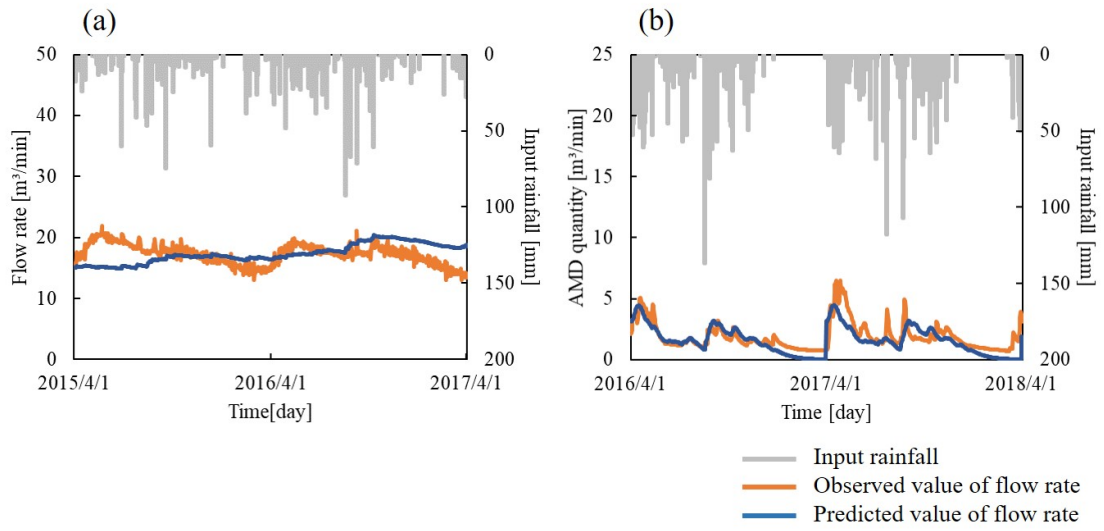 (a)
50
40
30
20
10
0
Flow rate [m³/min]
0
50
100
150
200
Input rainfall [mm]
2015/4/1
2016/4/1
2017/4/1
Time[day]
(b)
25
20
15
10
5
0
AMD quantity [m³/min]
0
50
100
150
200
Input rainfall [mm]
2016/4/1
2017/4/1
2018/4/1
Time [day]
Input rainfall
Observed value of flow rate
Predicted value of flow rate